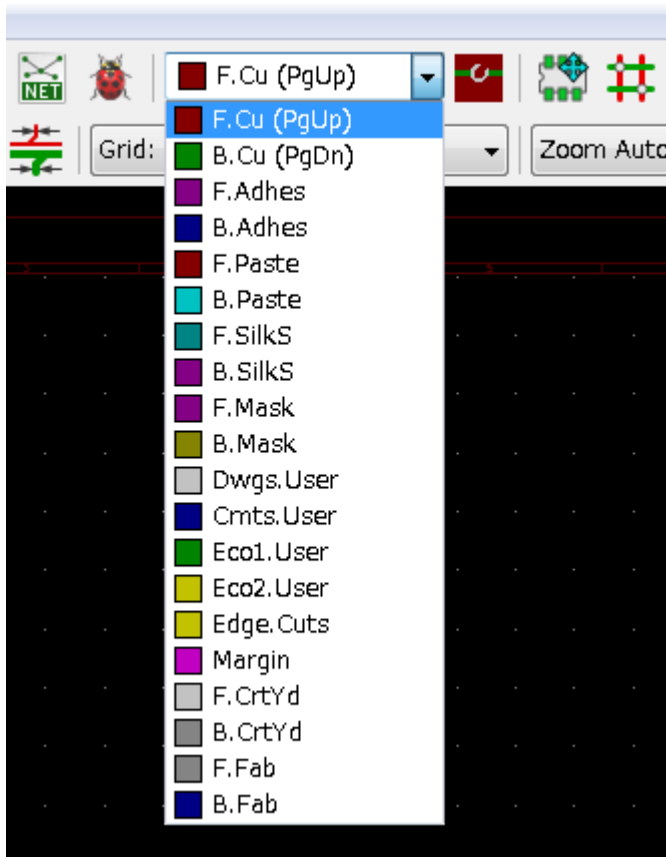 NET
F.Cu (PgUp)
F.Cu (PgUp)
Grid:
Zoom Auto
B.Cu (PgDn)
F.Adhes
B.Adhes
F.Paste
B.Paste
F.SilkS
B.SilkS
F.Mask
B.Mask
Dwgs.User
Cmts.User
Eco1.User
Eco2.User
Edge.Cuts
Margin
F.CrtYd
B.CrtYd
F.Fab
B.Fab